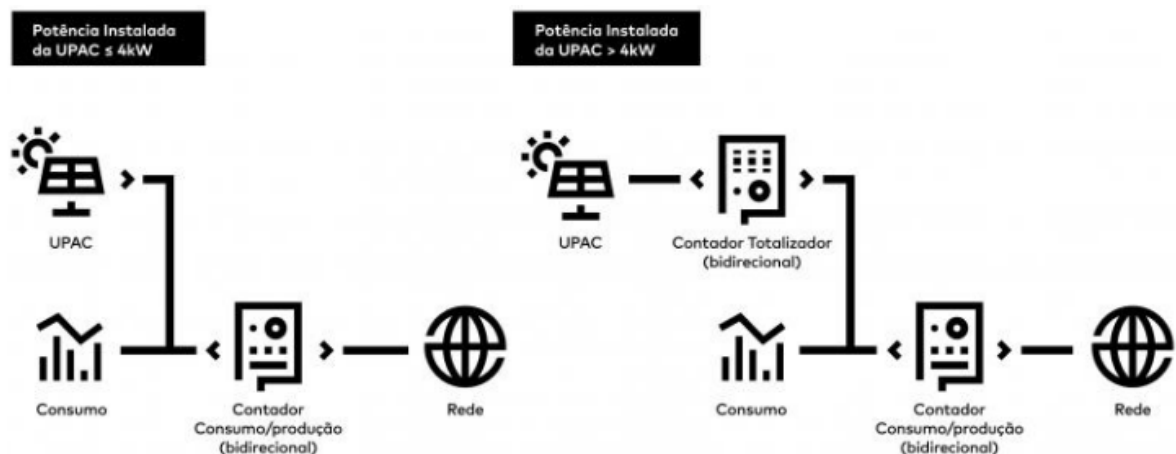 Potência Instalada
da UPAC ≤ 4kW
UPAC
Consumo
Contador
Consumo/produção
(bidirecional)
Rede
Potência Instalada
da UPAC > 4kW
UPAC
Contador Totalizador
(bidirecional)
Consumo
Contador
Consumo/produção
(bidirecional)
Rede